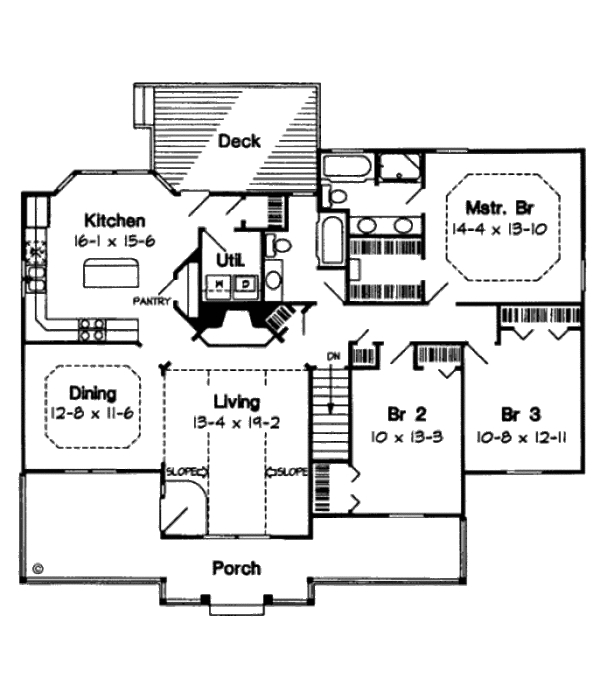 Deck
Kitchen
16-1 x 15-6
Mstr. Br
14-4 x 13-10
Util.
W D
PANTRY
DN
Dining
12-8 x 11-6
Living
13-4 x 19-2
Br 2
10 x 13-3
Br 3
10-8 x 12-11
SLOPE
SLOPE
Porch
©